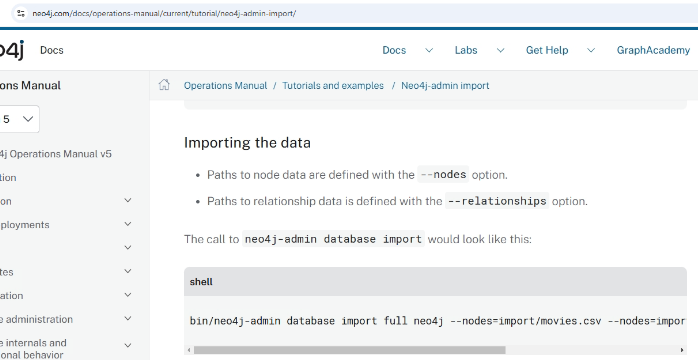 neo4j.com/docs/operations-manual/current/tutorial/neo4j-admin-import/
o4j Docs
Docs Labs Get Help GraphAcademy
ons Manual
Operations Manual / Tutorials and examples / Neo4j-admin import
5
4j Operations Manual v5
tion
on
ployments
tes
ation
e administration
e internals and
onal behavior
Importing the data
• Paths to node data are defined with the --nodes option.
• Paths to relationship data is defined with the --relationships option.
The call to neo4j-admin database import would look like this:
shell
bin/neo4j-admin database import full neo4j --nodes=import/movies.csv --nodes=impor